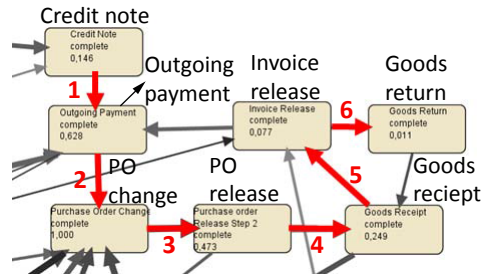 Credit note
Credit Note
complete
0,146
1
Outgoing
payment
Invoice
release
Goods
return
Outgoing Payment
complete
0,628
Invoice Release
complete
0,077
6
Goods Return
complete
0,011
2
PO
change
PO
release
5
Goods
reciept
Purchase Order Change
complete
1,000
3
Purchase order
Release Step 2
complete
0,473
4
Goods Receipt
complete
0,249